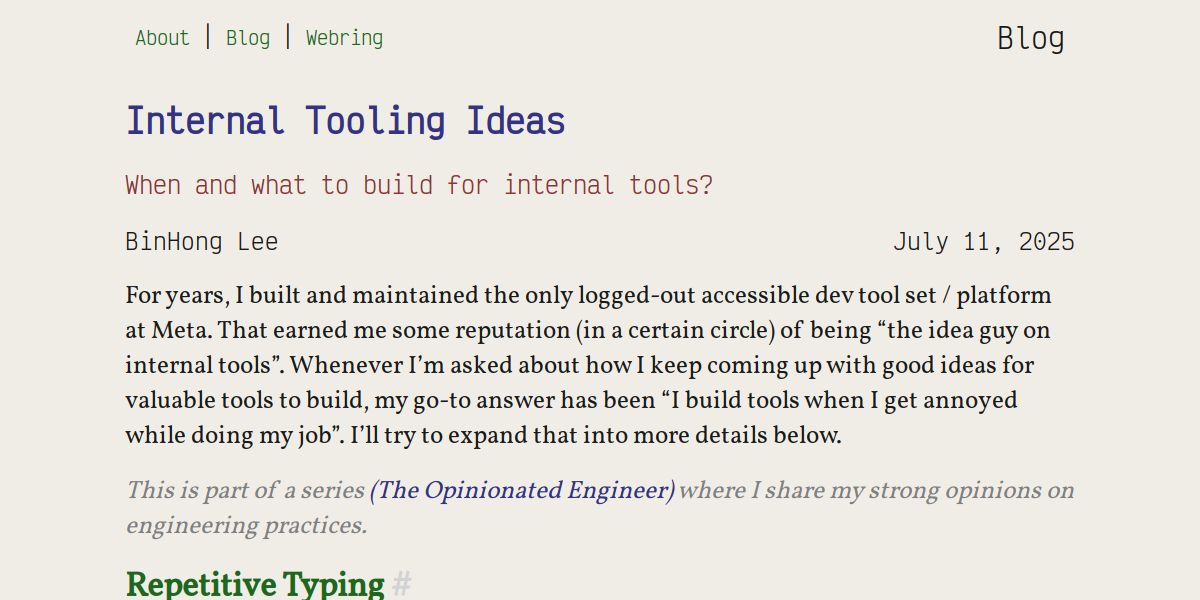 About | Blog | Webring
Blog
Internal Tooling Ideas
When and what to build for internal tools?
BinHong Lee
July 11, 2025
For years, I built and maintained the only logged-out accessible dev tool set / platform
at Meta. That earned me some reputation (in a certain circle) of being “the idea guy on
internal tools”. Whenever I’m asked about how I keep coming up with good ideas for
valuable tools to build, my go-to answer has been “I build tools when I get annoyed
while doing my job”. I’ll try to expand that into more details below.
This is part of a series (The Opinionated Engineer) where I share my strong opinions on
engineering practices.
Repetitive Typing #